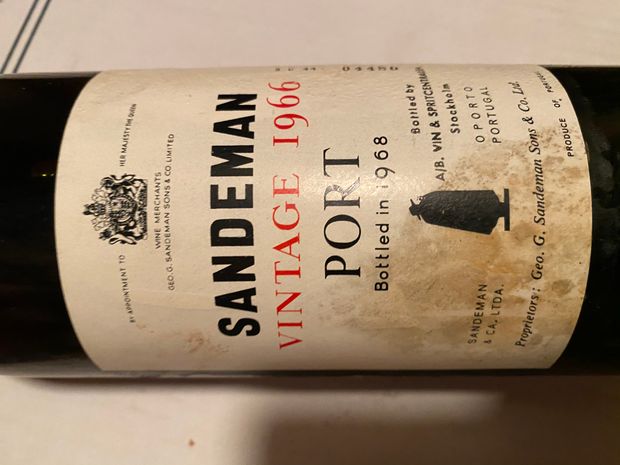 BY APPOINTMENT TO HER MAJESTY THE QUEEN
WINE MERCHANTS
GEO. G. SANDEMAN SONS & CO LIMITED
SANDEMAN
VINTAGE 1966
PORT
Bottled in 1968
Bottled by
A/B. VIN & SPRITCENTRALEN
Stockholm
SANDEMAN
& CA. LTDA.
OPORTO
PORTUGAL
Proprietors: Geo. G. Sandeman Sons & Co. Ltd.
PRODUCE OF PORTUGAL